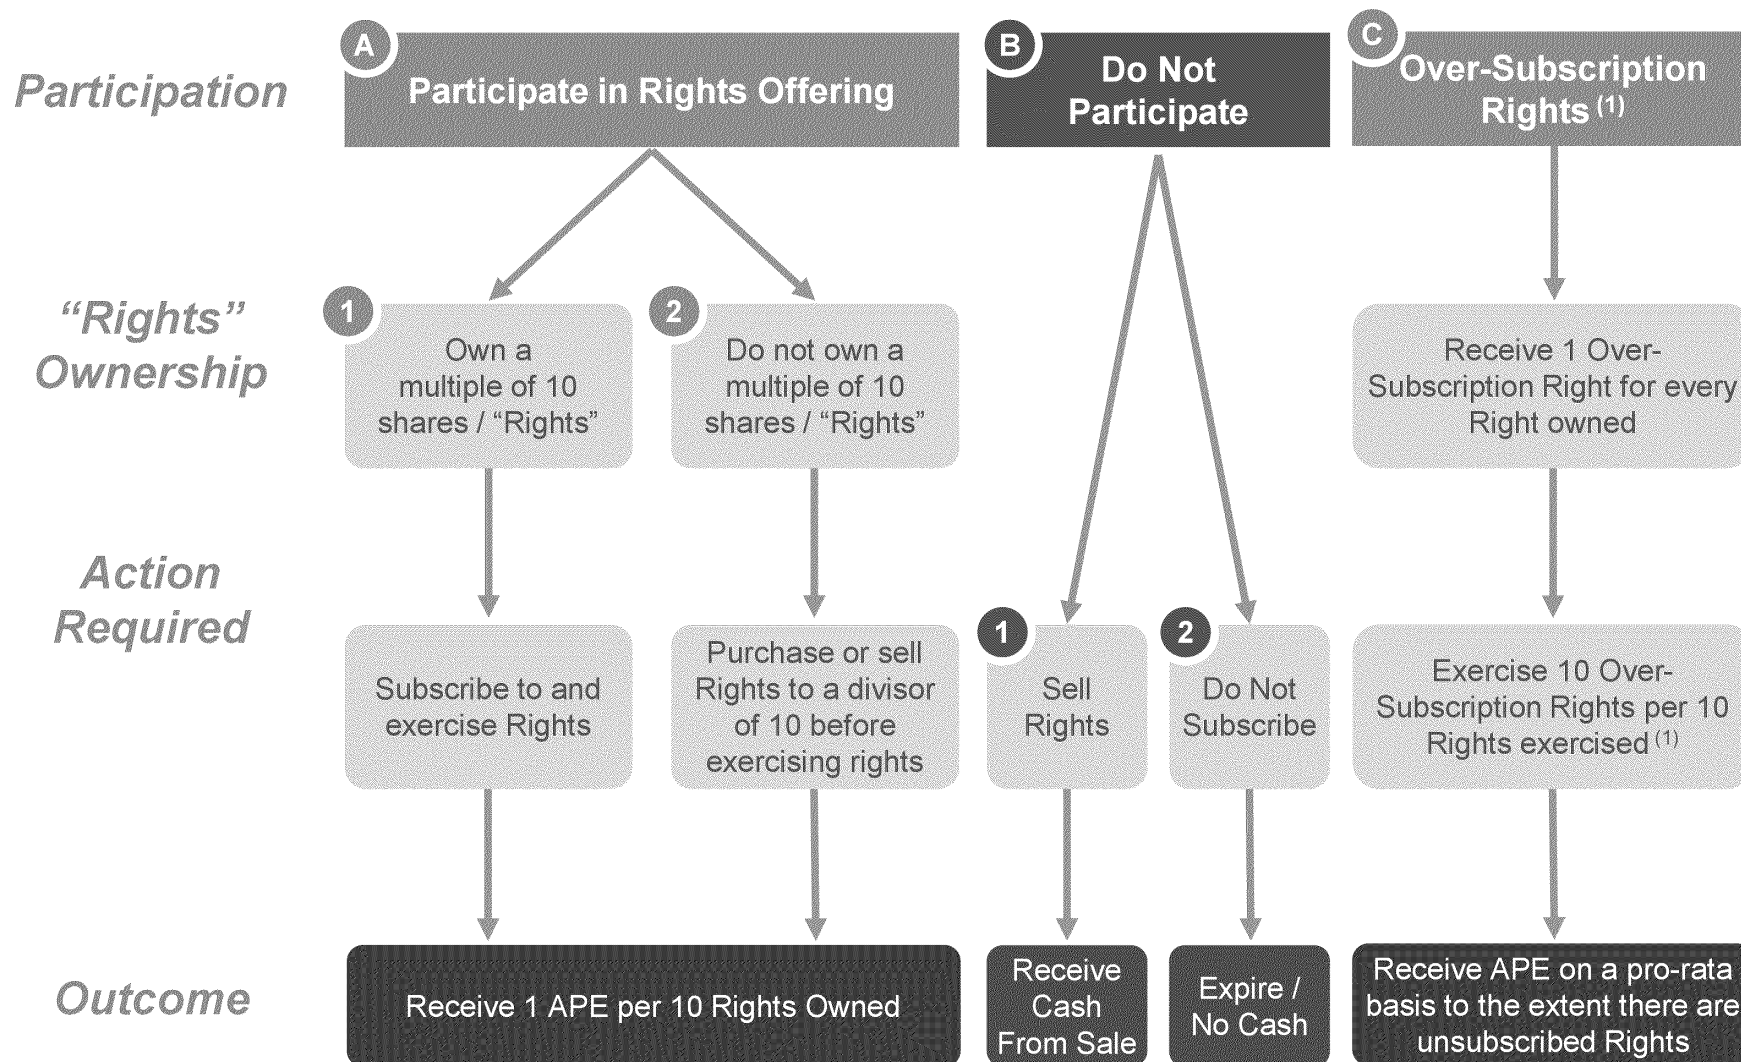 Participation
A
Participate in Rights Offering
B
Do Not
Participate
C
Over-Subscription
Rights (1)
“Rights”
Ownership
1
Own a
multiple of 10
shares / “Rights”
2
Do not own a
multiple of 10
shares / “Rights”
Receive 1 Over-
Subscription Right for every
Right owned
Action
Required
Subscribe to and
exercise Rights
Purchase or sell
Rights to a divisor
of 10 before
exercising rights
1
Sell
Rights
2
Do Not
Subscribe
Exercise 10 Over-
Subscription Rights per 10
Rights exercised (1)
Outcome
Receive 1 APE per 10 Rights Owned
Receive
Cash
From Sale
Expire /
No Cash
Receive APE on a pro-rata
basis to the extent there are
unsubscribed Rights